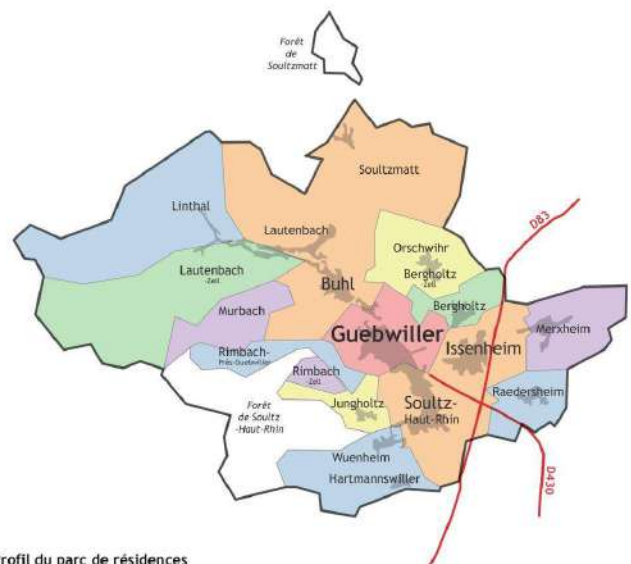 Forêt
de
Soultzmatt
Soultzmatt
Linthal
Lautenbach
D83
Orschwihr
Lautenbach
-Zell
Bergholtz
-Zell
Buhl
Bergholtz
Murbach
Guebwiller
Merxheim
Issenheim
Rimbach-
Près-Guebwiller
Rimbach
-Zell
Raedersheim
Jungholtz
Soultz-
Haut-Rhin
Forêt
de Soultz
-Haut-Rhin
Wuenheim
Hartmannswiller
D430
Profil du parc de résidences